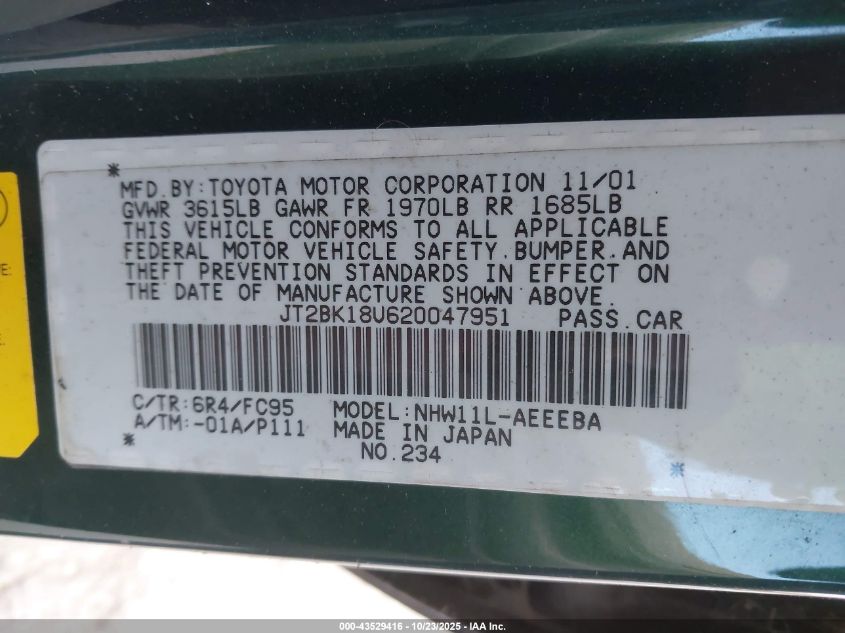 MFD.BY:TOYOTA MOTOR CORPORATION 11/01
GVWR 3615LB GAWR FR 1970LB RR 1685LB
THIS VEHICLE CONFORMS TO ALL APPLICABLE
FEDERAL MOTOR VEHICLE SAFETY.BUMPER.AND
THEFT PREVENTION STANDARDS IN EFFECT ON
THE DATE OF MANUFACTURE SHOWN ABOVE.
JT2BK18U620047951 PASS.CAR
C/TR:6R4/FC95 MODEL:NHW11L-AEEEBA
A/TM:-01A/P111 MADE IN JAPAN
NO.234
000-43529416 - 10/23/2025 - IAA Inc.